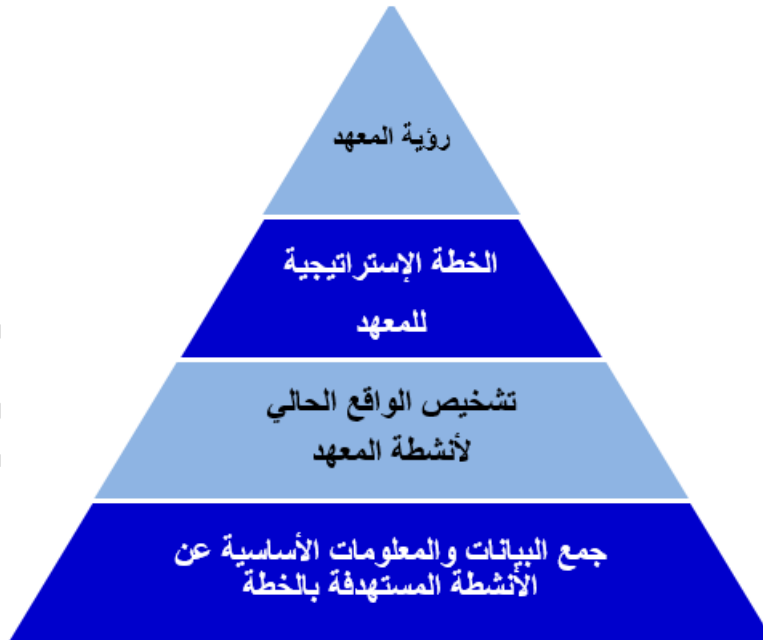 رؤية المعهد
الخطة الإستراتيجية
للمعهد
تشخيص الواقع الحالي
لأنشطة المعهد
جمع البيانات والمعلومات الأساسية عن
الأنشطة المستهدفة بالخطة